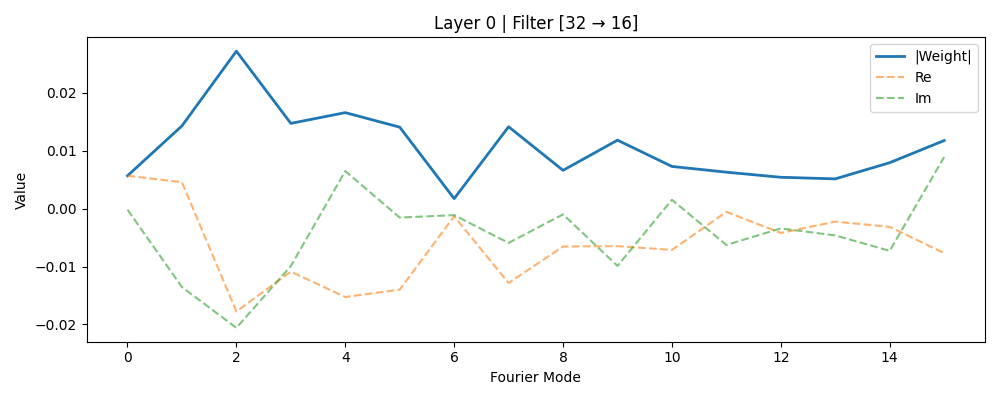 Layer 0 | Filter [32 → 16]
|Weight|
Re
Im
Value
0.02
0.01
0.00
−0.01
−0.02
0 2 4 6 8 10 12 14
Fourier Mode